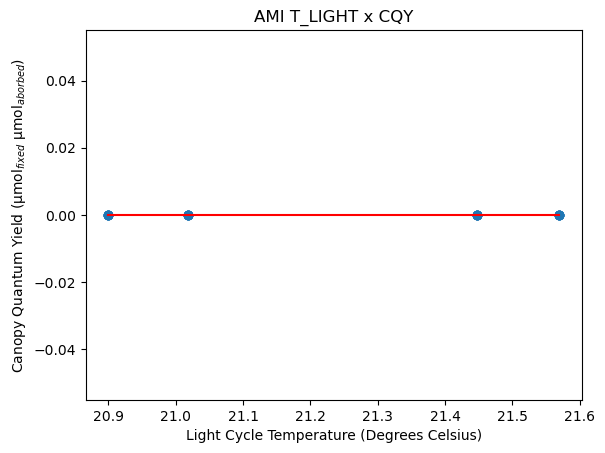 AMI T_LIGHT x CQY
Canopy Quantum Yield (µmol_fixed µmol_aborbed)
0.04
0.02
0.00
−0.02
−0.04
20.9 21.0 21.1 21.2 21.3 21.4 21.5 21.6
Light Cycle Temperature (Degrees Celsius)